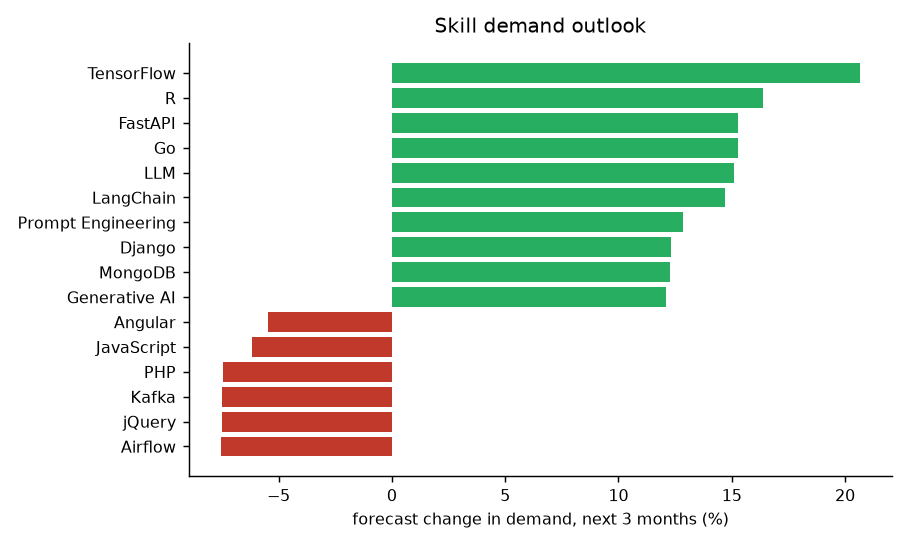 Skill demand outlook
TensorFlow
R
FastAPI
Go
LLM
LangChain
Prompt Engineering
Django
MongoDB
Generative AI
Angular
JavaScript
PHP
Kafka
jQuery
Airflow
−5 0 5 10 15 20
forecast change in demand, next 3 months (%)